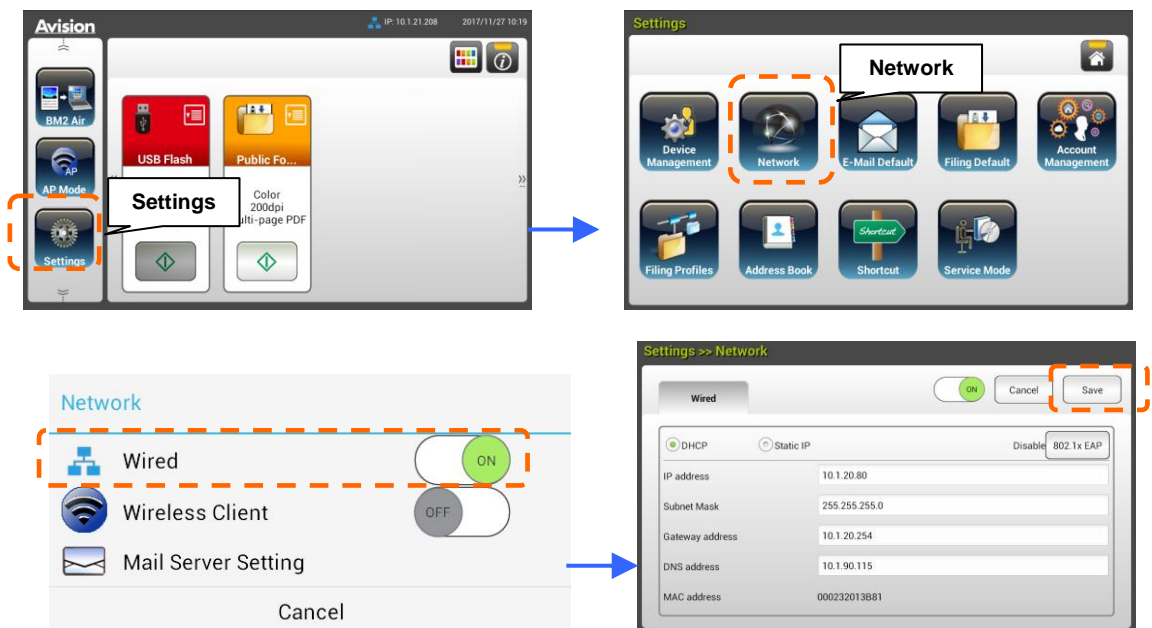 Avision
IP: 10.1.21.208
2017/11/27 10:19
BM2 Air
AP
AP Mode
Settings
Settings
USB Flash
Public Fo...
Color
200dpi
ulti-page PDF
Settings
Network
Device
Management
Network
E-Mail Default
Filing Default
Account
Management
Filing Profiles
Address Book
Shortcut
Shortcut
Service Mode
Network
Wired
ON
Wireless Client
OFF
Mail Server Setting
Cancel
Settings >> Network
Wired
ON
Cancel
Save
DHCP
Static IP
Disable
802.1x EAP
IP address
10.1.20.80
Subnet Mask
255.255.255.0
Gateway address
10.1.20.254
DNS address
10.1.90.115
MAC address
000232013B81